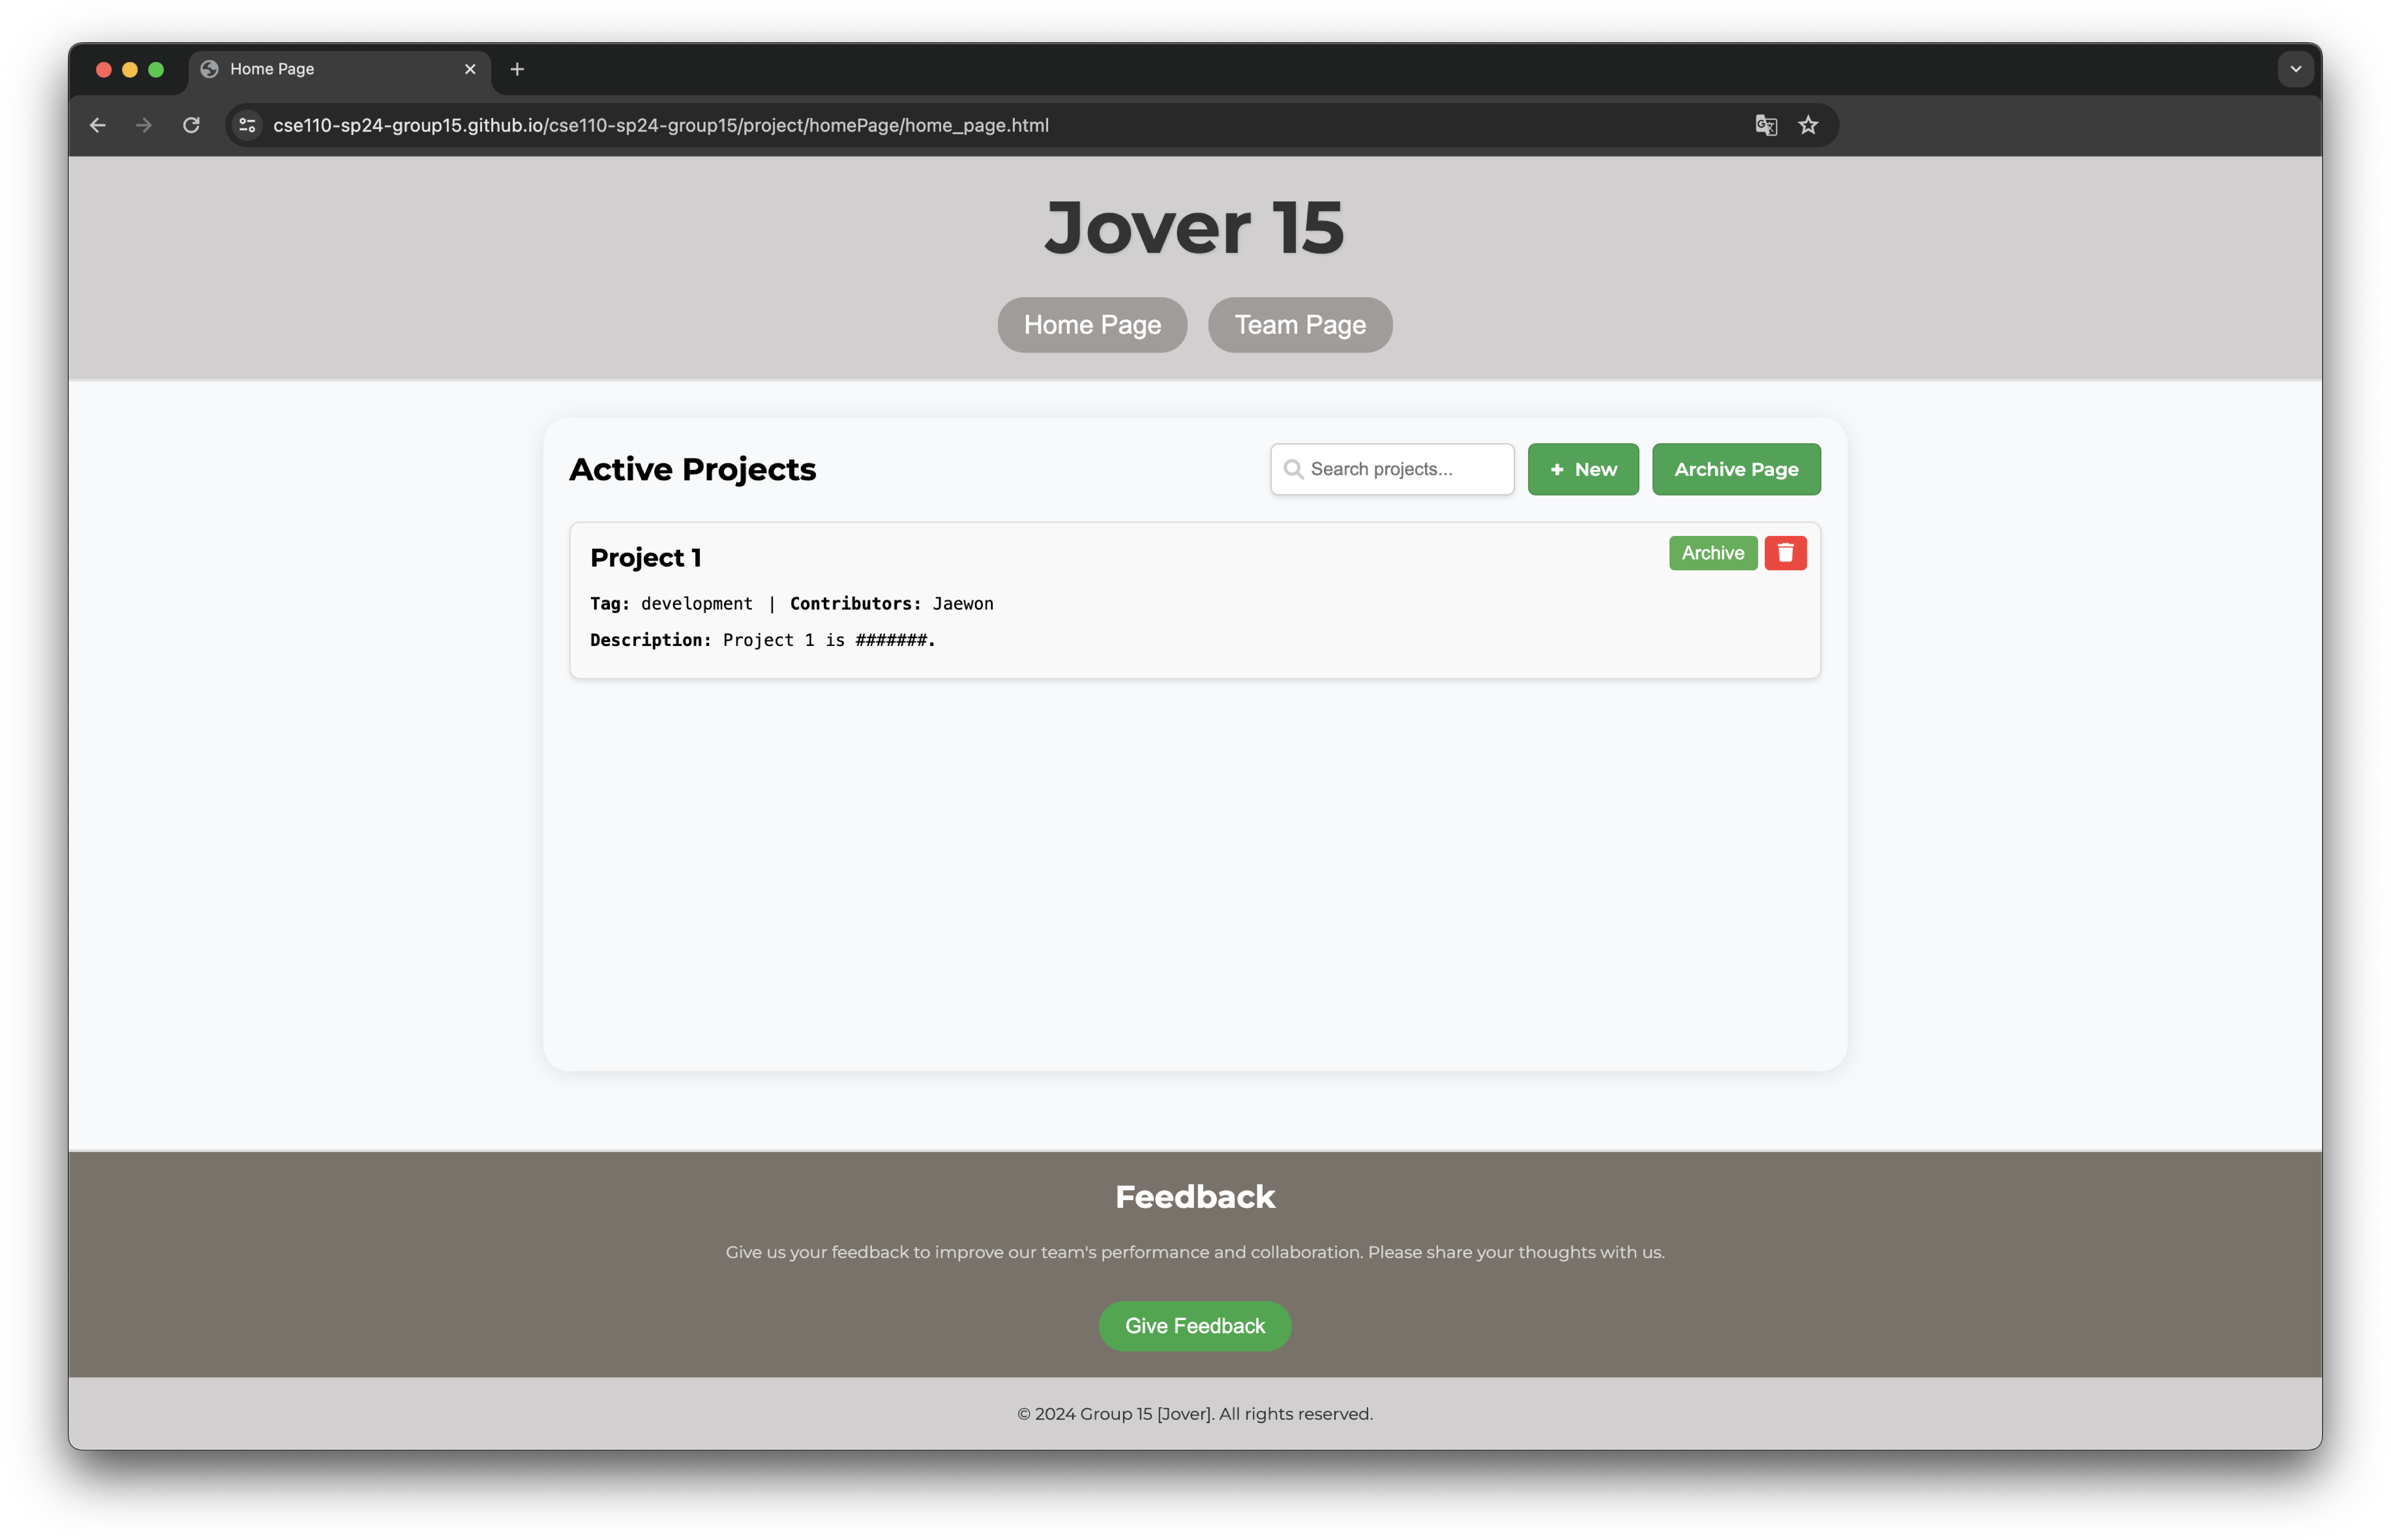 Home Page
cse110-sp24-group15.github.io/cse110-sp24-group15/project/homePage/home_page.html
Jover 15
Home Page Team Page
Active Projects Search projects... + New Archive Page
Project 1 Archive
Tag: development | Contributors: Jaewon
Description: Project 1 is #######.
Feedback
Give us your feedback to improve our team's performance and collaboration. Please share your thoughts with us.
Give Feedback
© 2024 Group 15 [Jover]. All rights reserved.